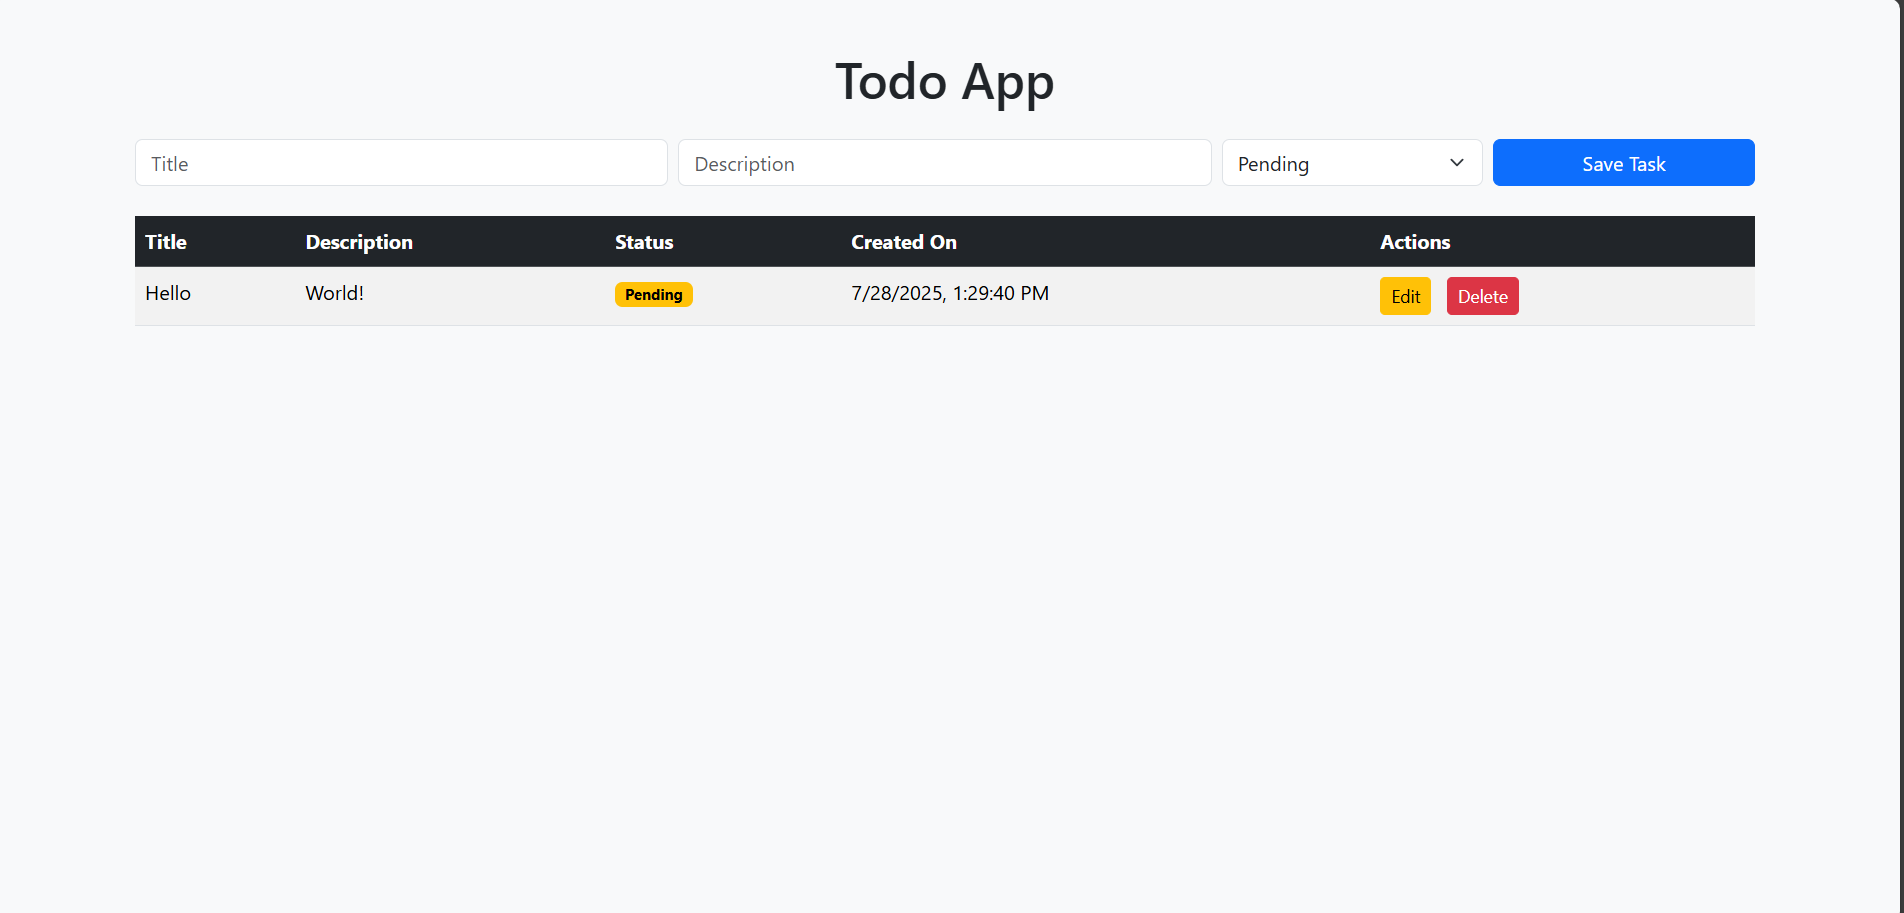 Todo App
Title Description Pending Save Task
Title Description Status Created On Actions
Hello World! Pending 7/28/2025, 1:29:40 PM Edit Delete